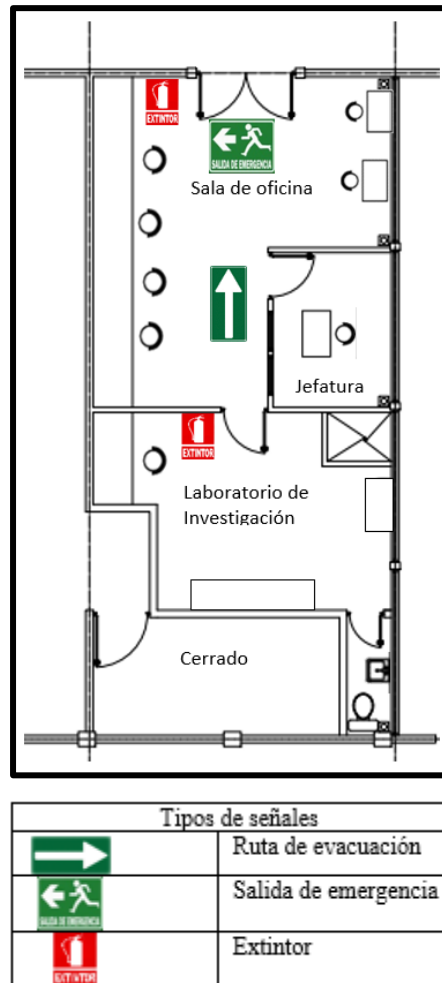 EXTINTOR
SALIDA DE EMERGENCIA
Sala de oficina
Jefatura
EXTINTOR
Laboratorio de
Investigación
Cerrado
Tipos de señales
Ruta de evacuación
SALIDA DE EMERGENCIA
Salida de emergencia
EXTINTOR
Extintor